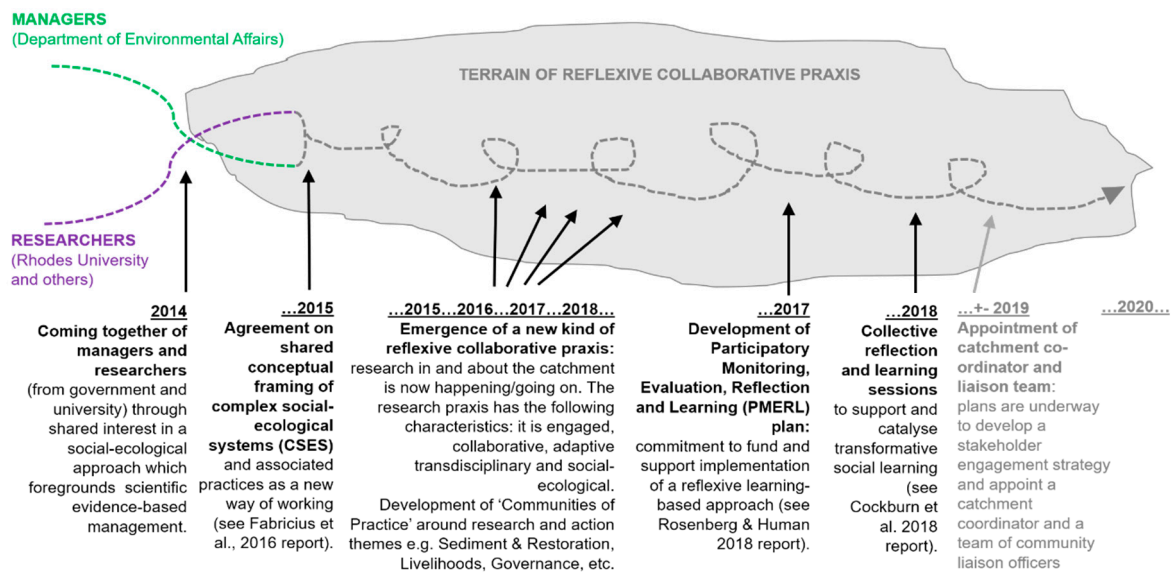 MANAGERS
(Department of Environmental Affairs)
TERRAIN OF REFLEXIVE COLLABORATIVE PRAXIS
RESEARCHERS
(Rhodes University
and others)
2014
Coming together of
managers and
researchers
(from government and
university) through
shared interest in a
social-ecological
approach which
foregrounds scientific
evidence-based
management.
...2015
Agreement on
shared
conceptual
framing of
complex social-
ecological
systems (CSES)
and associated
practices as a new
way of working
(see Fabricius et
al., 2016 report).
...2015...2016...2017...2018...
Emergence of a new kind of
reflexive collaborative praxis:
research in and about the catchment
is now happening/going on. The
research praxis has the following
characteristics: it is engaged,
collaborative, adaptive
transdisciplinary and social-
ecological.
Development of ‘Communities of
Practice’ around research and action
themes e.g. Sediment & Restoration,
Livelihoods, Governance, etc.
...2017
Development of
Participatory
Monitoring,
Evaluation, Reflection
and Learning (PMERL)
plan:
commitment to fund and
support implementation
of a reflexive learning-
based approach (see
Rosenberg & Human
2018 report).
...2018
Collective
reflection
and learning
sessions
to support and
catalyse
transformative
social learning
(see
Cockburn et
al. 2018
report).
...+- 2019
Appointment of
catchment co-
ordinator and
liaison team:
plans are underway
to develop a
stakeholder
engagement strategy
and appoint a
catchment
coordinator and a
team of community
liaison officers
...2020...